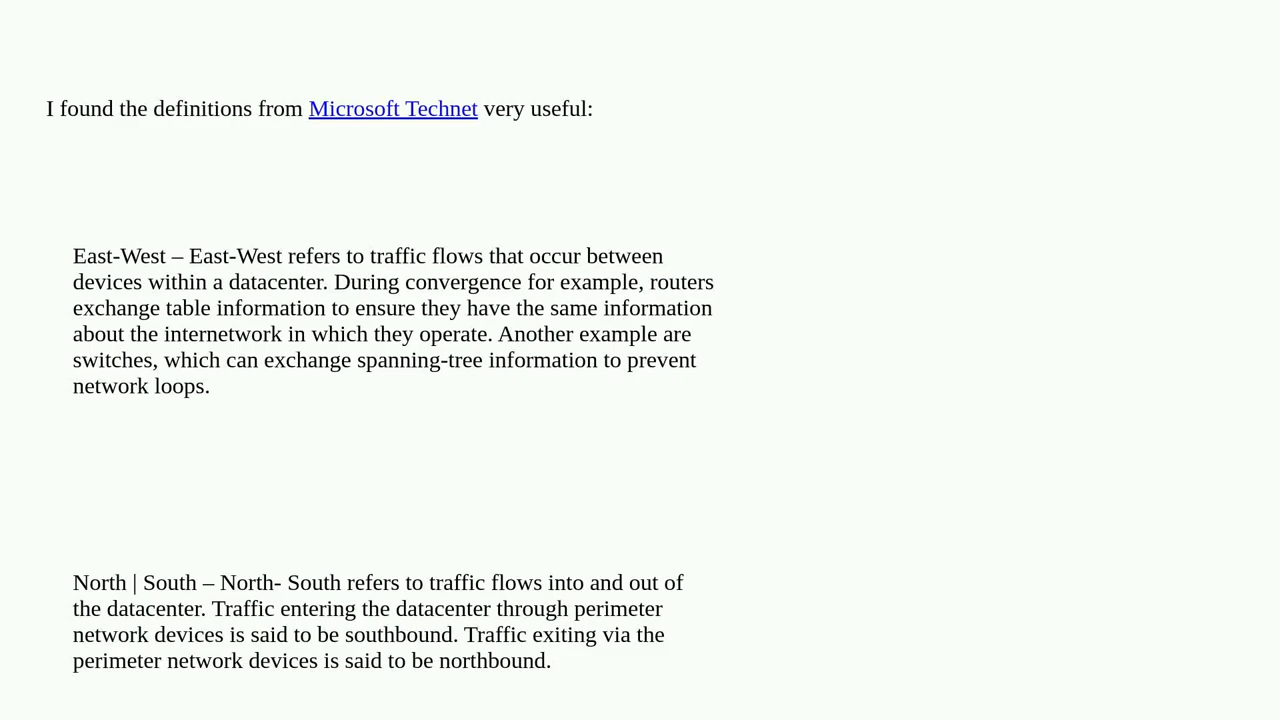 I found the definitions from Microsoft Technet very useful:
East-West – East-West refers to traffic flows that occur between
devices within a datacenter. During convergence for example, routers
exchange table information to ensure they have the same information
about the internetwork in which they operate. Another example are
switches, which can exchange spanning-tree information to prevent
network loops.
North | South – North- South refers to traffic flows into and out of
the datacenter. Traffic entering the datacenter through perimeter
network devices is said to be southbound. Traffic exiting via the
perimeter network devices is said to be northbound.